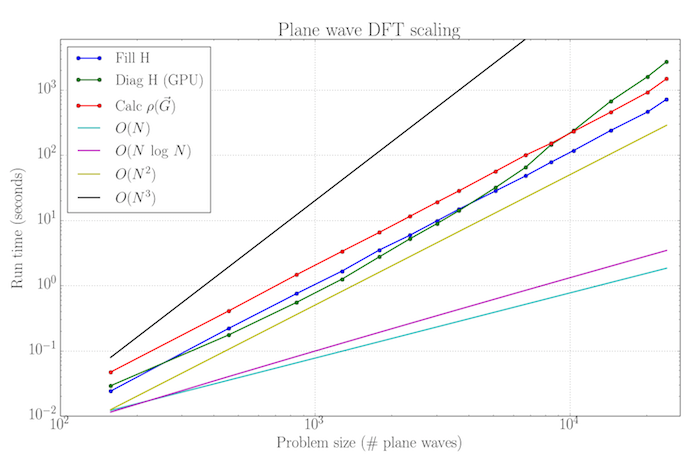 Plane wave DFT scaling
Fill H
Diag H (GPU)
Calc ρ(G⃗)
O(N)
O(N log N)
O(N²)
O(N³)
Run time (seconds)
10³
10²
10¹
10⁰
10⁻¹
10⁻²
10² 10³ 10⁴
Problem size (# plane waves)